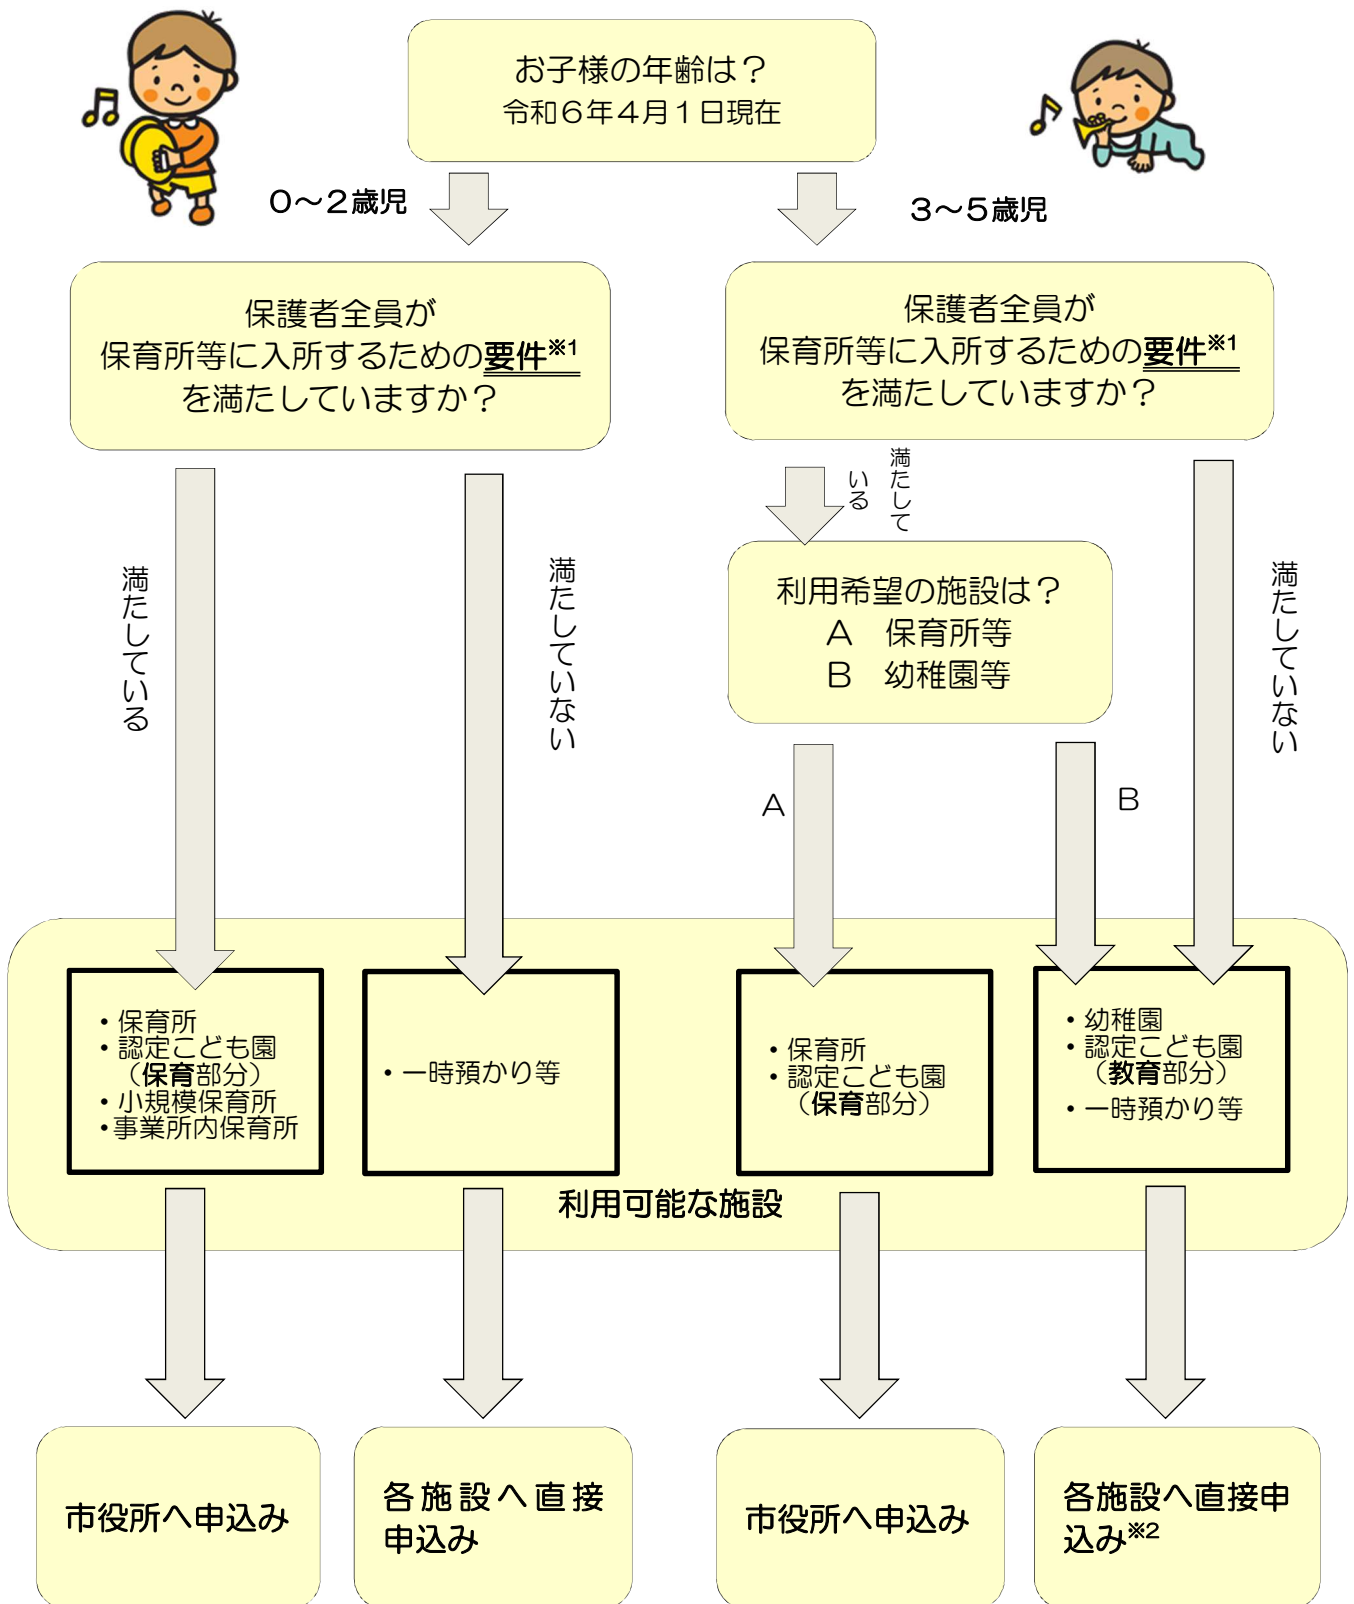 お子様の年齢は？
令和６年４月１日現在
０～２歳児
３～５歳児
保護者全員が
保育所等に入所するための要件※1
を満たしていますか？
保護者全員が
保育所等に入所するための要件※1
を満たしていますか？
満たして
いる
利用希望の施設は？
Ａ　保育所等
Ｂ　幼稚園等
満たしている
満たしていない
満たしていない
Ａ
Ｂ
・保育所
・認定こども園
（保育部分）
・小規模保育所
・事業所内保育所
・一時預かり等
・保育所
・認定こども園
（保育部分）
・幼稚園
・認定こども園
（教育部分）
・一時預かり等
利用可能な施設
市役所へ申込み
各施設へ直接
申込み
市役所へ申込み
各施設へ直接申
込み※2